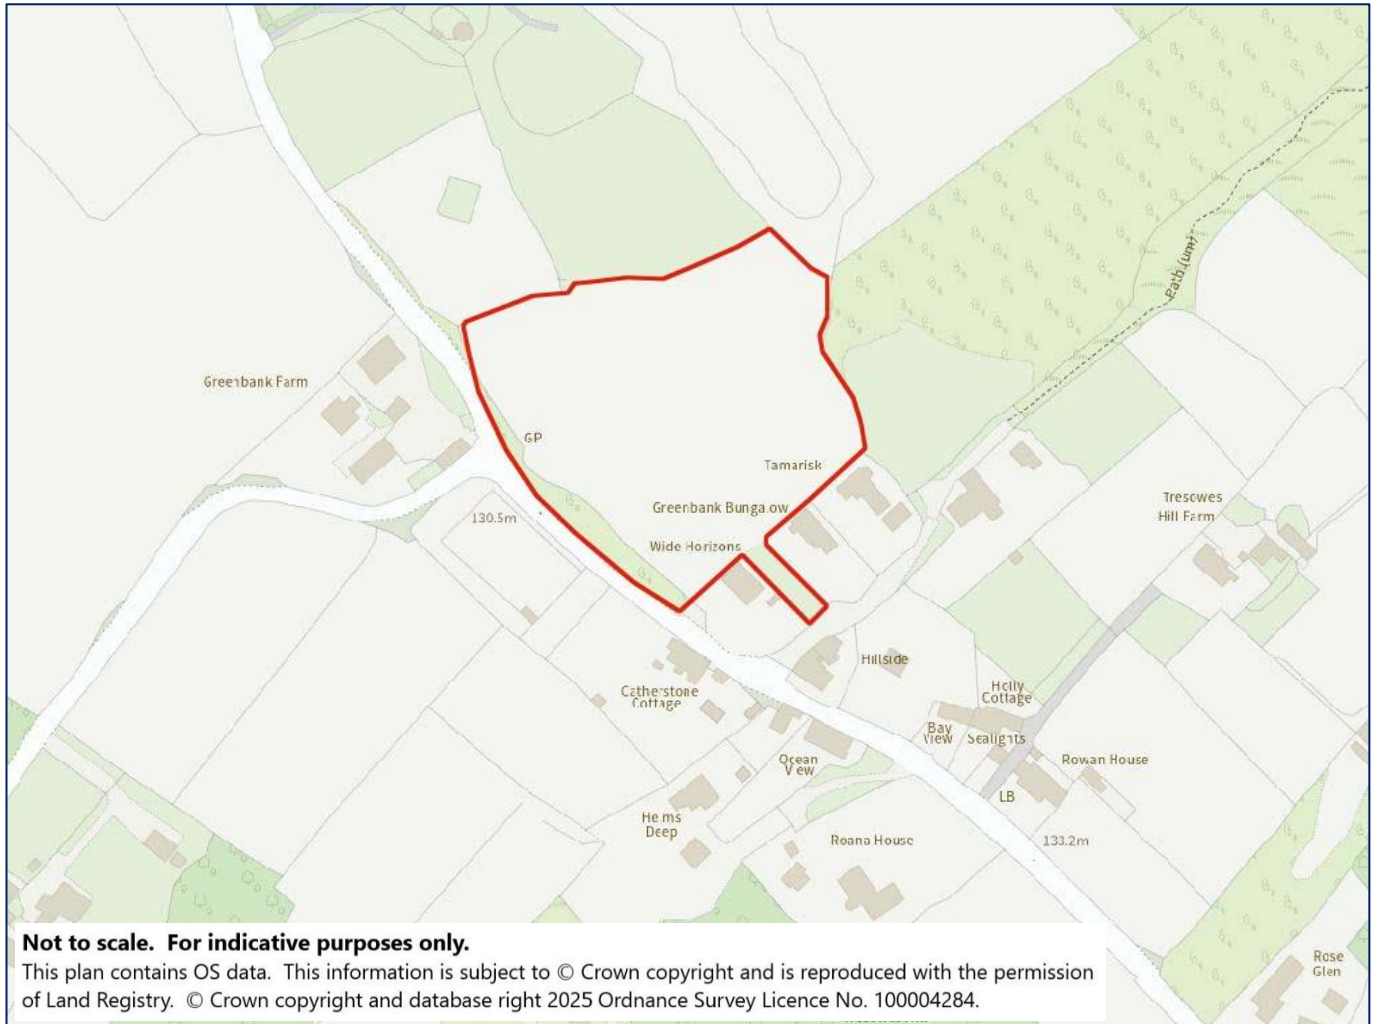 Path (um)
Greenbank Farm
GP
Tamarisk
Greenbank Bungalow
Wide Horizons
130.5m
Tresowes
Hill Farm
Hillside
Catherstone
Cottage
Holly
Cottage
Bay
View
Sealights
Ocean
View
Rowan House
LB
Helms
Deep
Roana House
133.2m
Rose
Glen
Not to scale.  For indicative purposes only.
This plan contains OS data.  This information is subject to © Crown copyright and is reproduced with the permission
of Land Registry.  © Crown copyright and database right 2025 Ordnance Survey Licence No. 100004284.